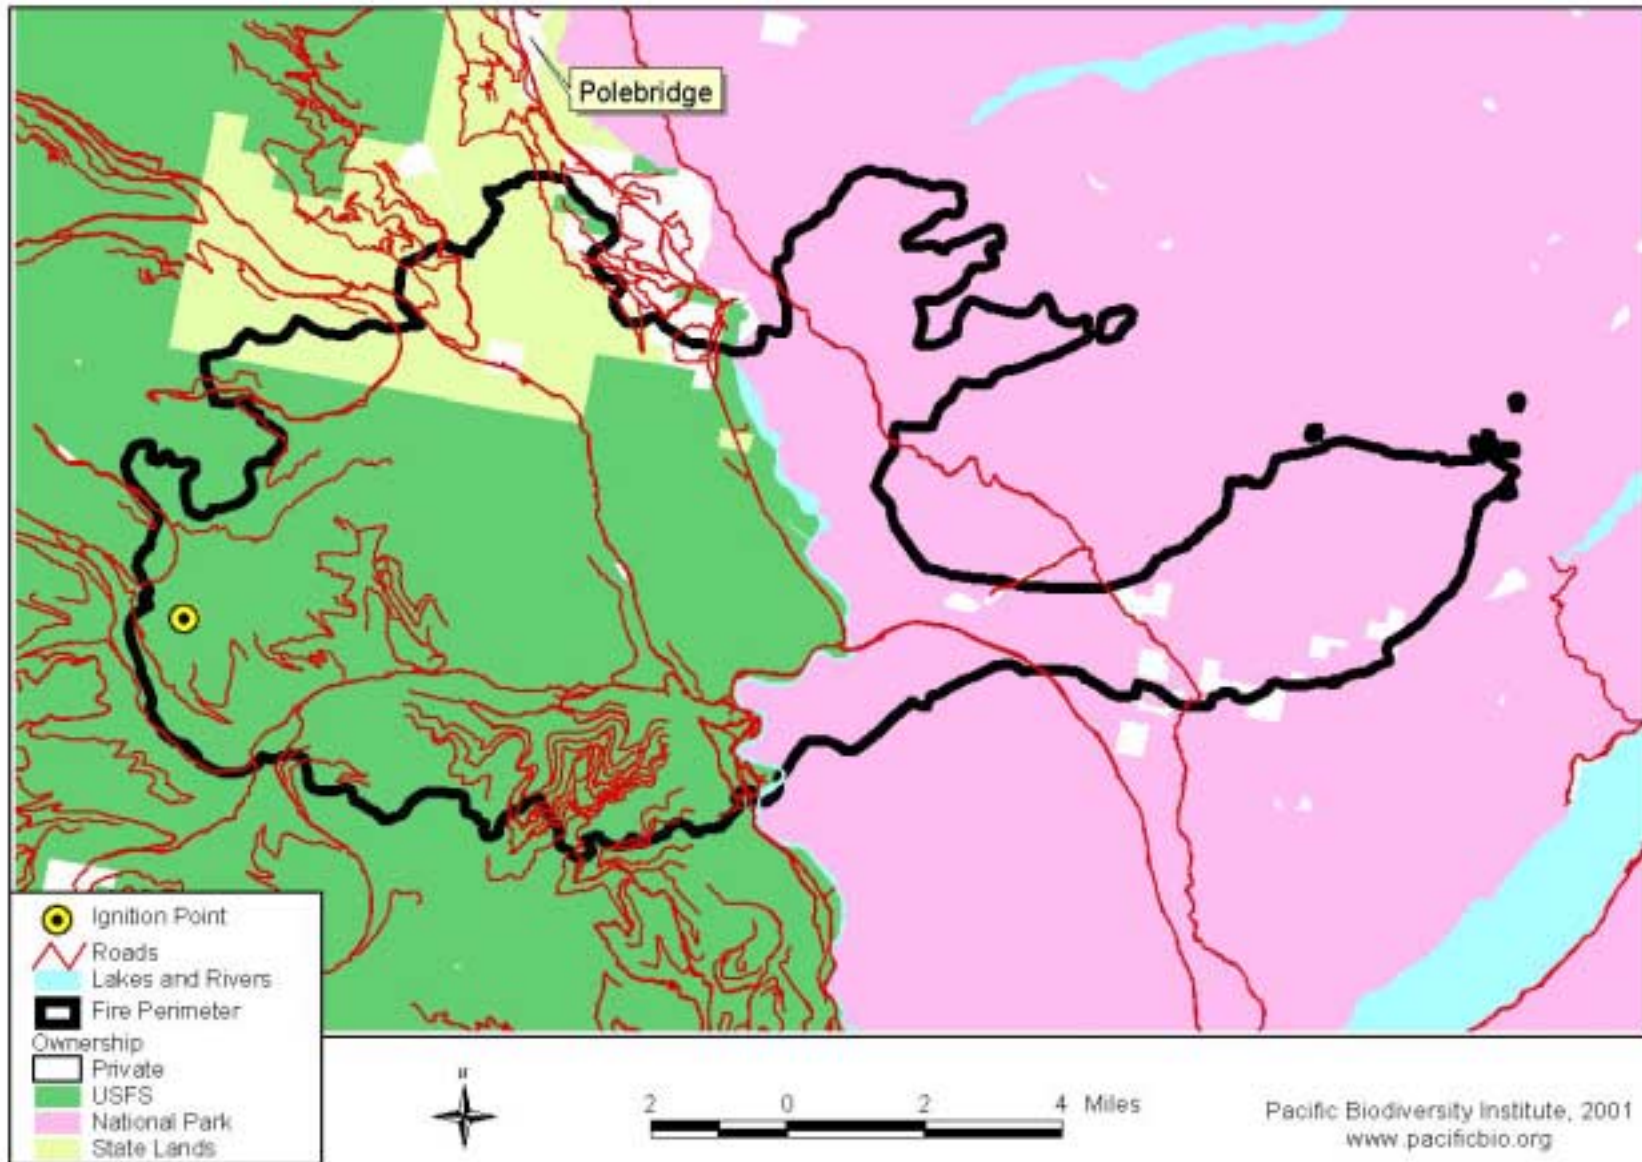 Polebridge
Ignition Point
Roads
Lakes and Rivers
Fire Perimeter
Ownership
Private
USFS
National Park
State Lands
N
2 0 2 4 Miles
Pacific Biodiversity Institute, 2001
www.pacificbio.org